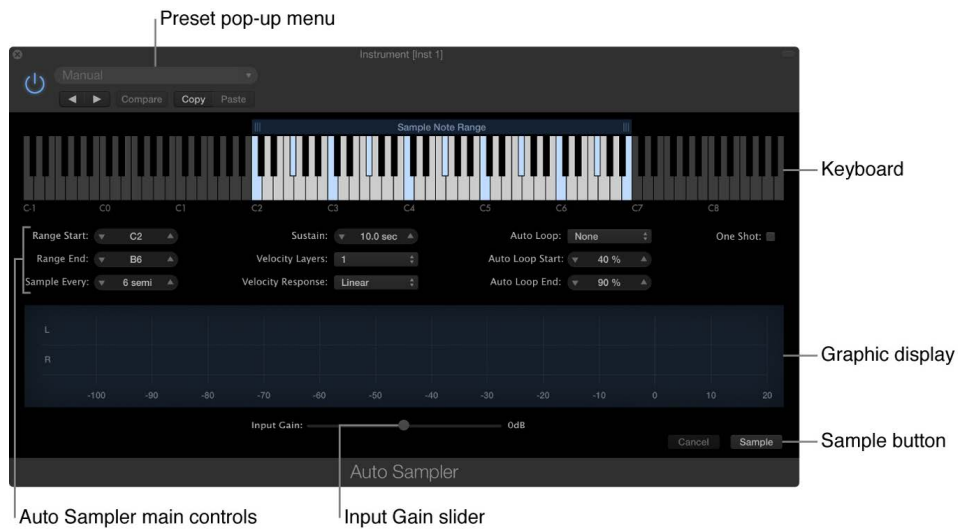 Preset pop-up menu
Instrument [Inst 1]
Manual
Compare Copy Paste
Sample Note Range
Keyboard
C-1 C0 C1 C2 C3 C4 C5 C6 C7 C8
Range Start: C2 Sustain: 10.0 sec Auto Loop: None One Shot:
Range End: B6 Velocity Layers: 1 Auto Loop Start: 40 %
Sample Every: 6 semi Velocity Response: Linear Auto Loop End: 90 %
L
Graphic display
R
-100 -90 -80 -70 -60 -50 -40 -30 -20 -10 0 10 20
Input Gain: 0dB
Cancel Sample
Sample button
Auto Sampler
Auto Sampler main controls
Input Gain slider